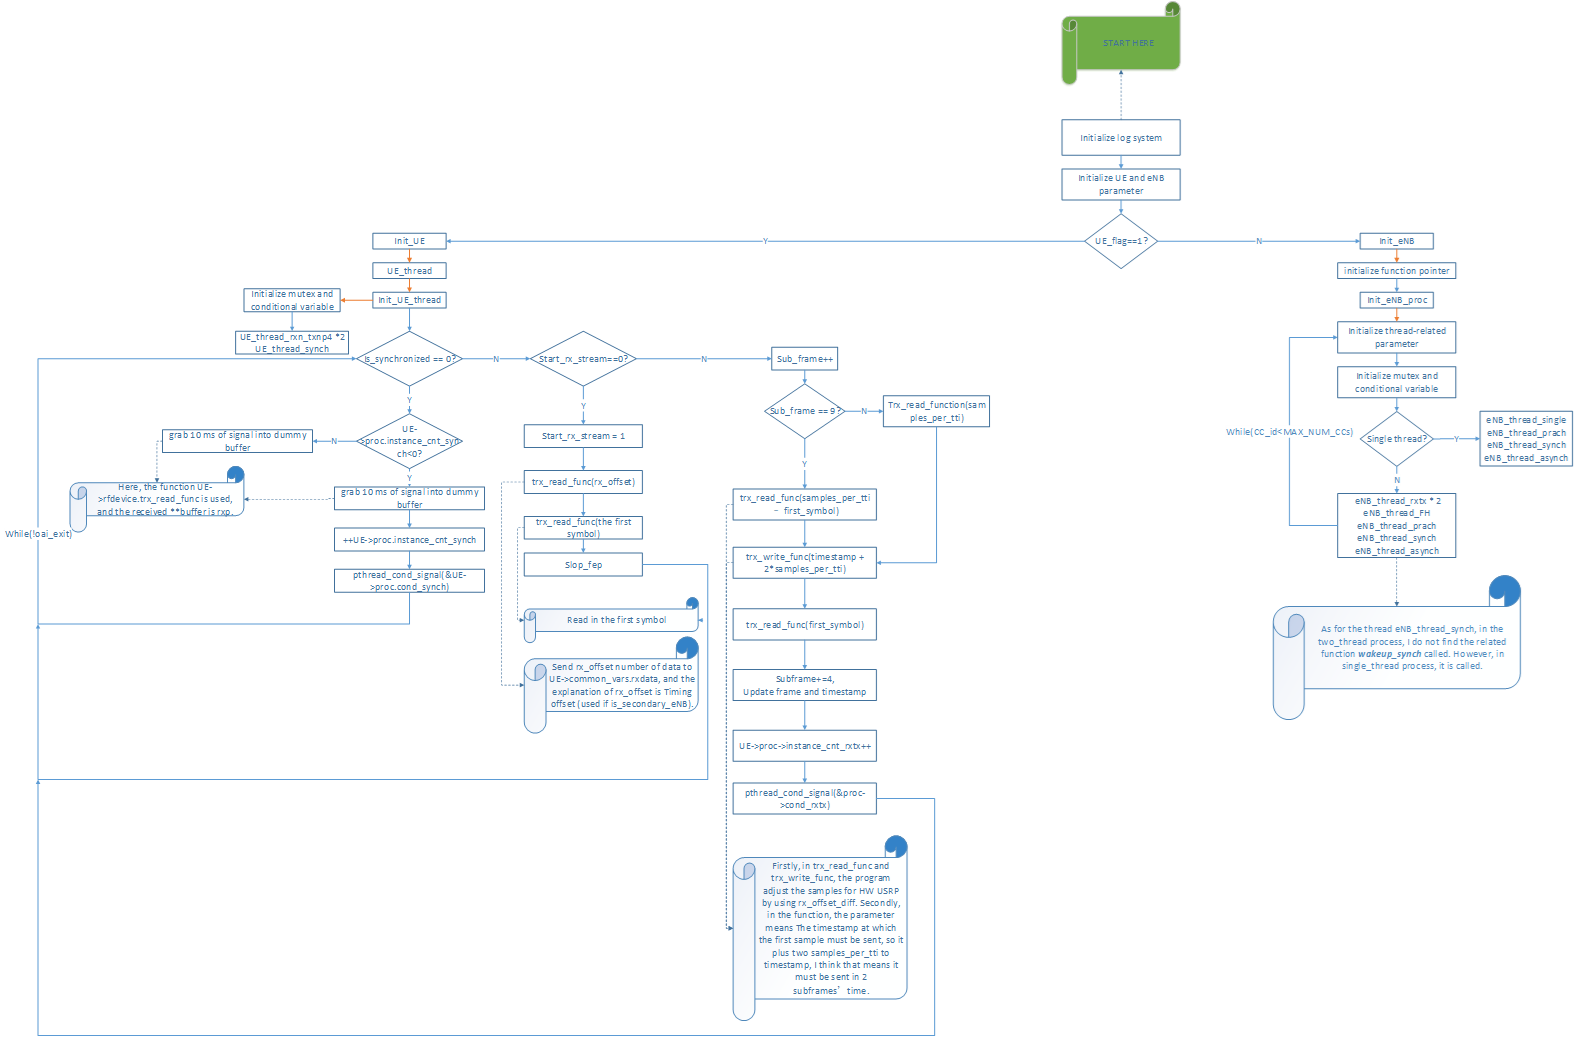 START HERE
Initialize log system
Initialize UE and eNB
parameter
UE_flag==1?
Y
N
Init_UE
UE_thread
Init_UE_thread
Initialize mutex and
conditional variable
UE_thread_rxn_txnp4 *2
UE_thread_synch
Is_synchronized == 0?
N
Start_rx_stream==0?
N
Sub_frame++
Y
UE-
>proc.instance_cnt_syn
ch<0?
N
grab 10 ms of signal into dummy
buffer
Here, the function UE-
>rfdevice.trx_read_func is used,
and the received **buffer is rxp.
Y
grab 10 ms of signal into dummy
buffer
++UE->proc.instance_cnt_synch
pthread_cond_signal(&UE-
>proc.cond_synch)
While(!oai_exit)
Y
Start_rx_stream = 1
trx_read_func(rx_offset)
trx_read_func(the first
symbol)
Slop_fep
Read in the first symbol
Send rx_offset number of data to
UE->common_vars.rxdata, and the
explanation of rx_offset is Timing
offset (used if is_secondary_eNB).
Sub_frame == 9?
N
Trx_read_function(sam
ples_per_tti)
Y
trx_read_func(samples_per_tti
– first_symbol)
trx_write_func(timestamp +
2*samples_per_tti)
trx_read_func(first_symbol)
Subframe+=4,
Update frame and timestamp
UE->proc->instance_cnt_rxtx++
pthread_cond_signal(&proc-
>cond_rxtx)
Firstly, in trx_read_func and
trx_write_func, the program
adjust the samples for HW USRP
by using rx_offset_diff. Secondly,
in the function, the parameter
means The timestamp at which
the first sample must be sent, so it
plus two samples_per_tti to
timestamp, I think that means it
must be sent in 2
subframes’ time.
Init_eNB
initialize function pointer
Init_eNB_proc
Initialize thread-related
parameter
Initialize mutex and
conditional variable
While(CC_id<MAX_NUM_CCs)
Single thread?
Y
eNB_thread_single
eNB_thread_prach
eNB_thread_synch
eNB_thread_asynch
N
eNB_thread_rxtx * 2
eNB_thread_FH
eNB_thread_prach
eNB_thread_synch
eNB_thread_asynch
As for the thread eNB_thread_synch, in the
two_thread process, I do not find the related
function wakeup_synch called. However, in
single_thread process, it is called.